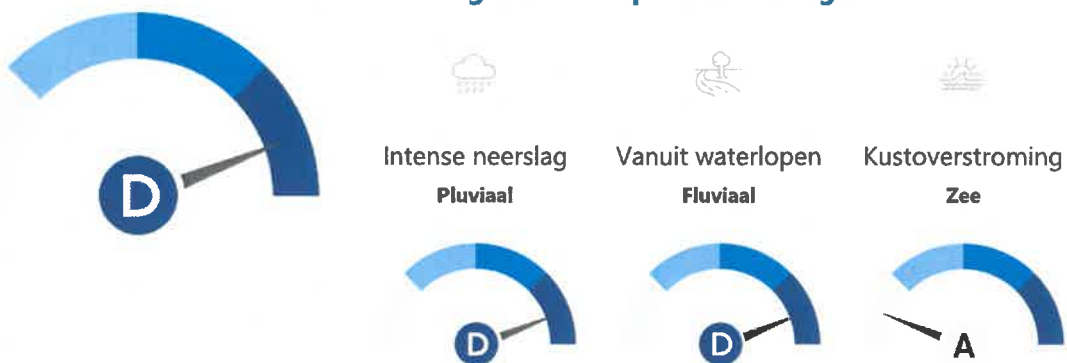 D
Intense neerslag
Pluviaal
D
Vanuit waterlopen
Fluviaal
D
Kustoverstroming
Zee
A